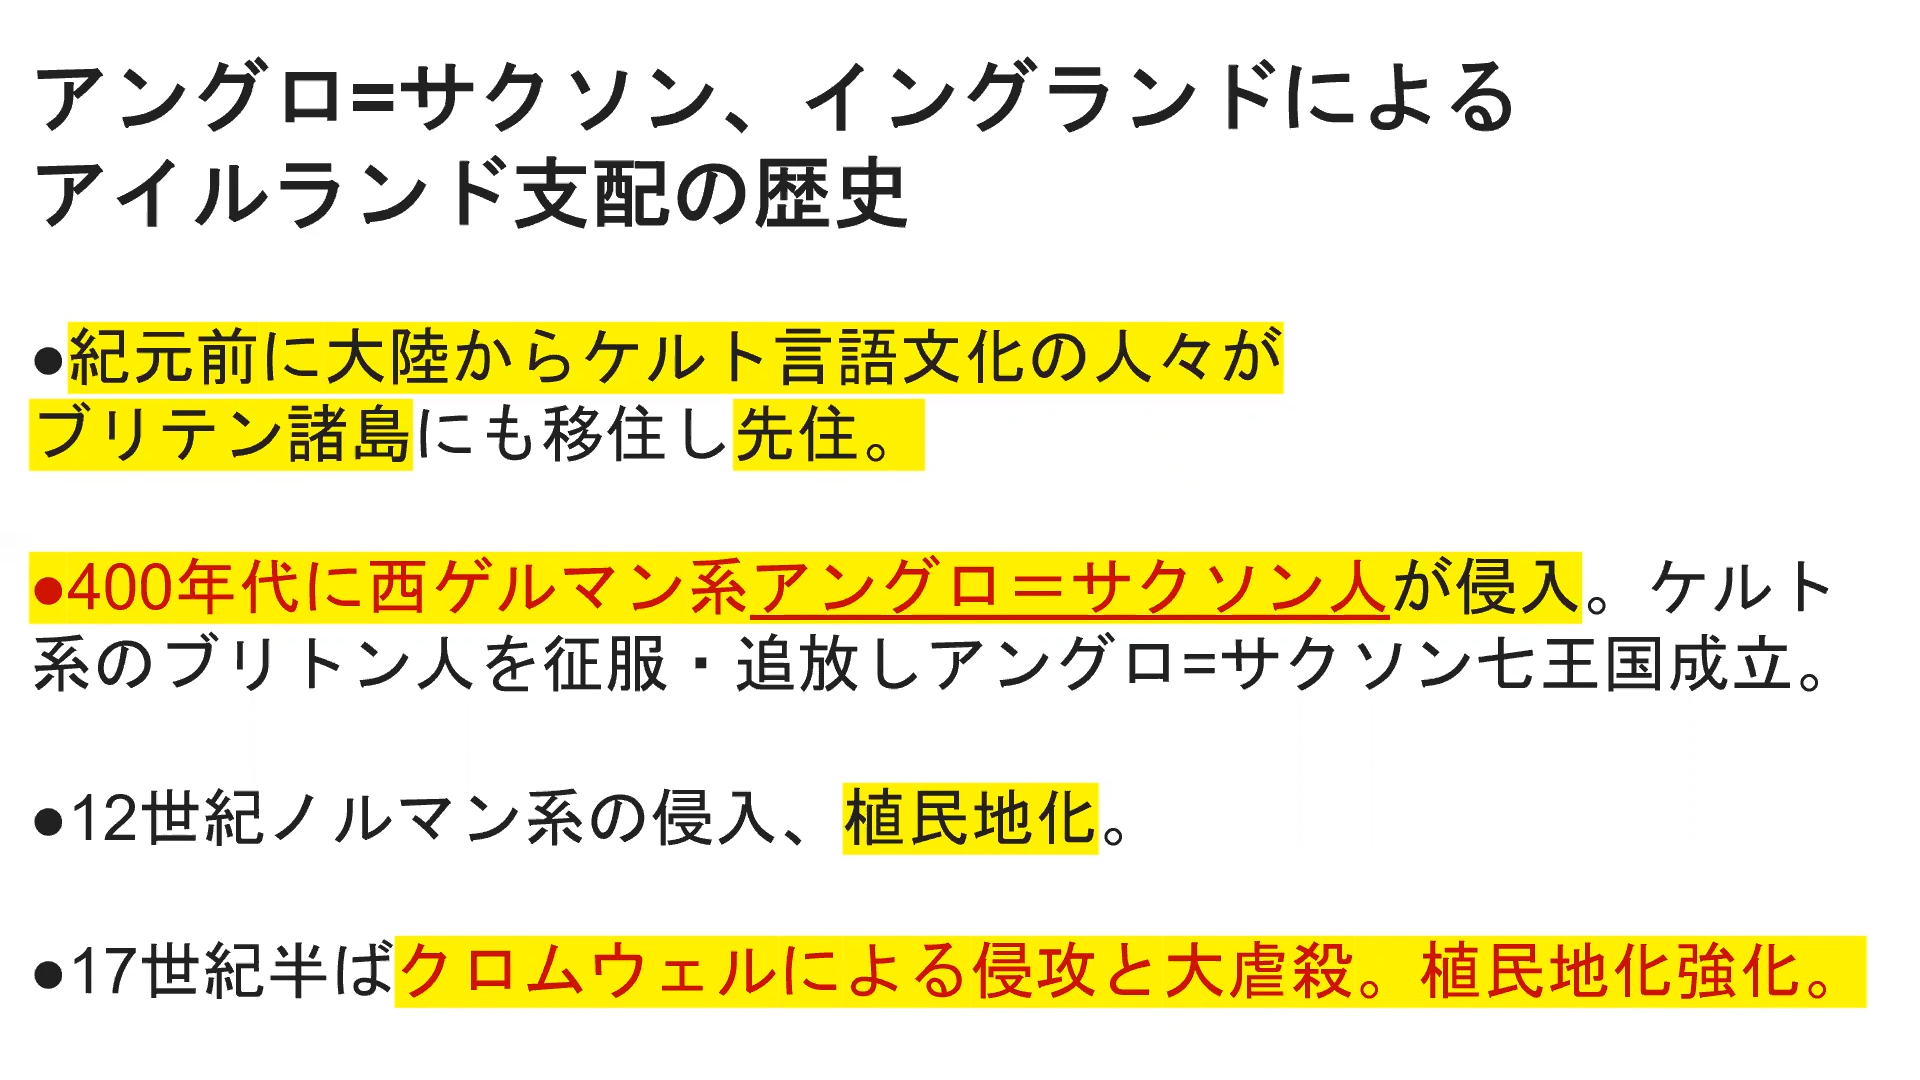 アングロ=サクソン、イングランドによる
アイルランド支配の歴史
●紀元前に大陸からケルト言語文化の人々が
ブリテン諸島にも移住し先住。
●400年代に西ゲルマン系アングロ＝サクソン人が侵入。ケルト
系のブリトン人を征服・追放しアングロ=サクソン七王国成立。
●12世紀ノルマン系の侵入、植民地化。
●17世紀半ばクロムウェルによる侵攻と大虐殺。植民地化強化。